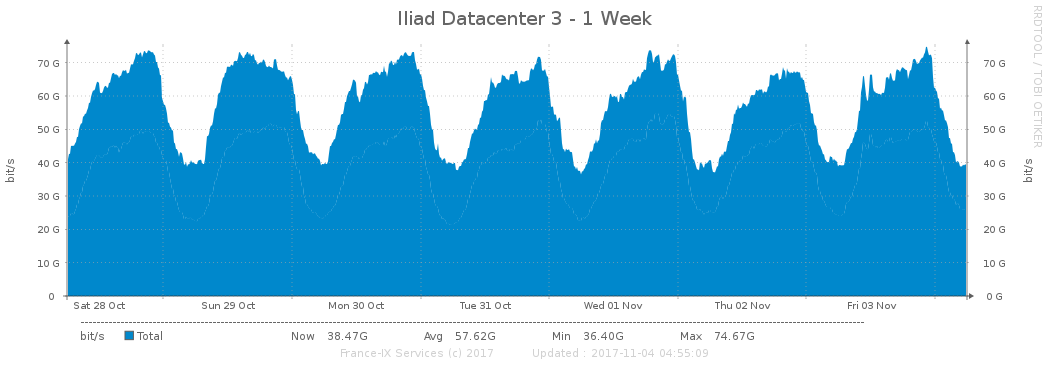 Iliad Datacenter 3 - 1 Week
RRDTOOL / TOBI OETIKER
bit/s
70 G 70 G
60 G 60 G
50 G 50 G
40 G 40 G
30 G 30 G
20 G 20 G
10 G 10 G
0 0 G
bit/s
Sat 28 Oct Sun 29 Oct Mon 30 Oct Tue 31 Oct Wed 01 Nov Thu 02 Nov Fri 03 Nov
bit/s Total Now 38.47G Avg 57.62G Min 36.40G Max 74.67G
France-IX Services (c) 2017 Updated : 2017-11-04 04:55:09